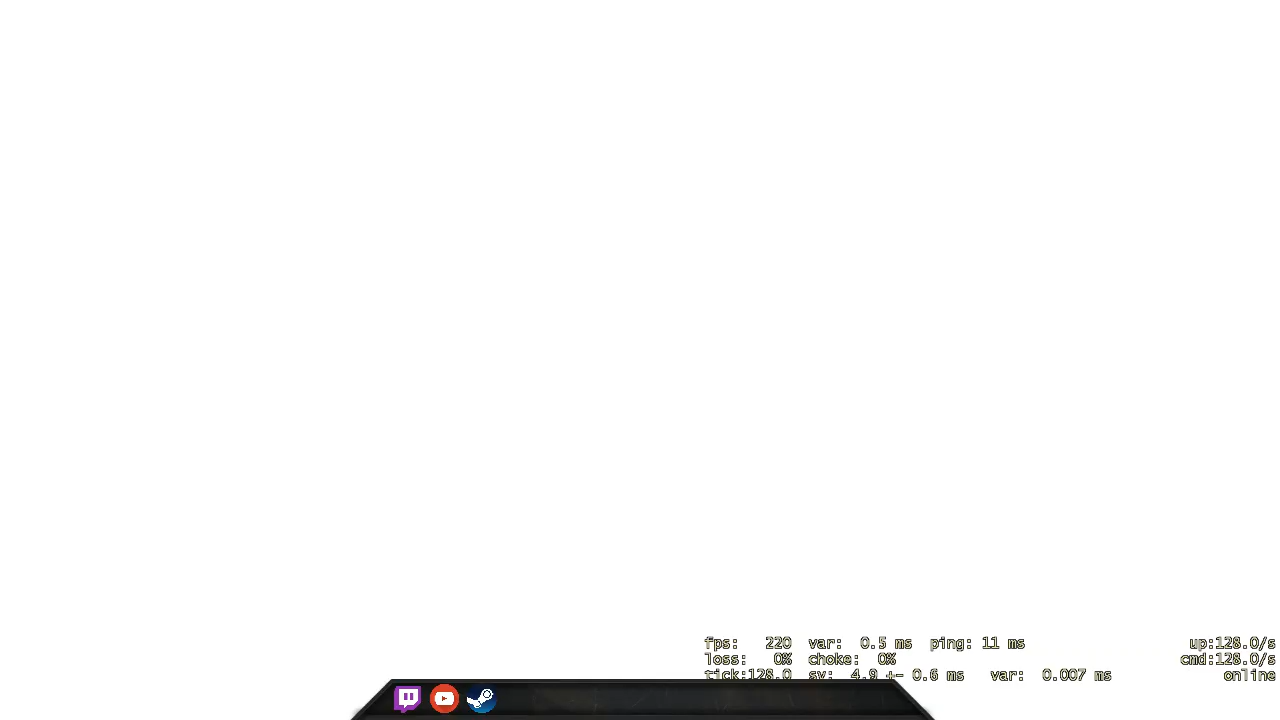 fps: 220 var: 0.5 ms ping: 11 ms up:128.0/s
loss: 0% choke: 0% cmd:128.0/s
tick:128.0 sv: 4.9 +- 0.6 ms var: 0.007 ms online